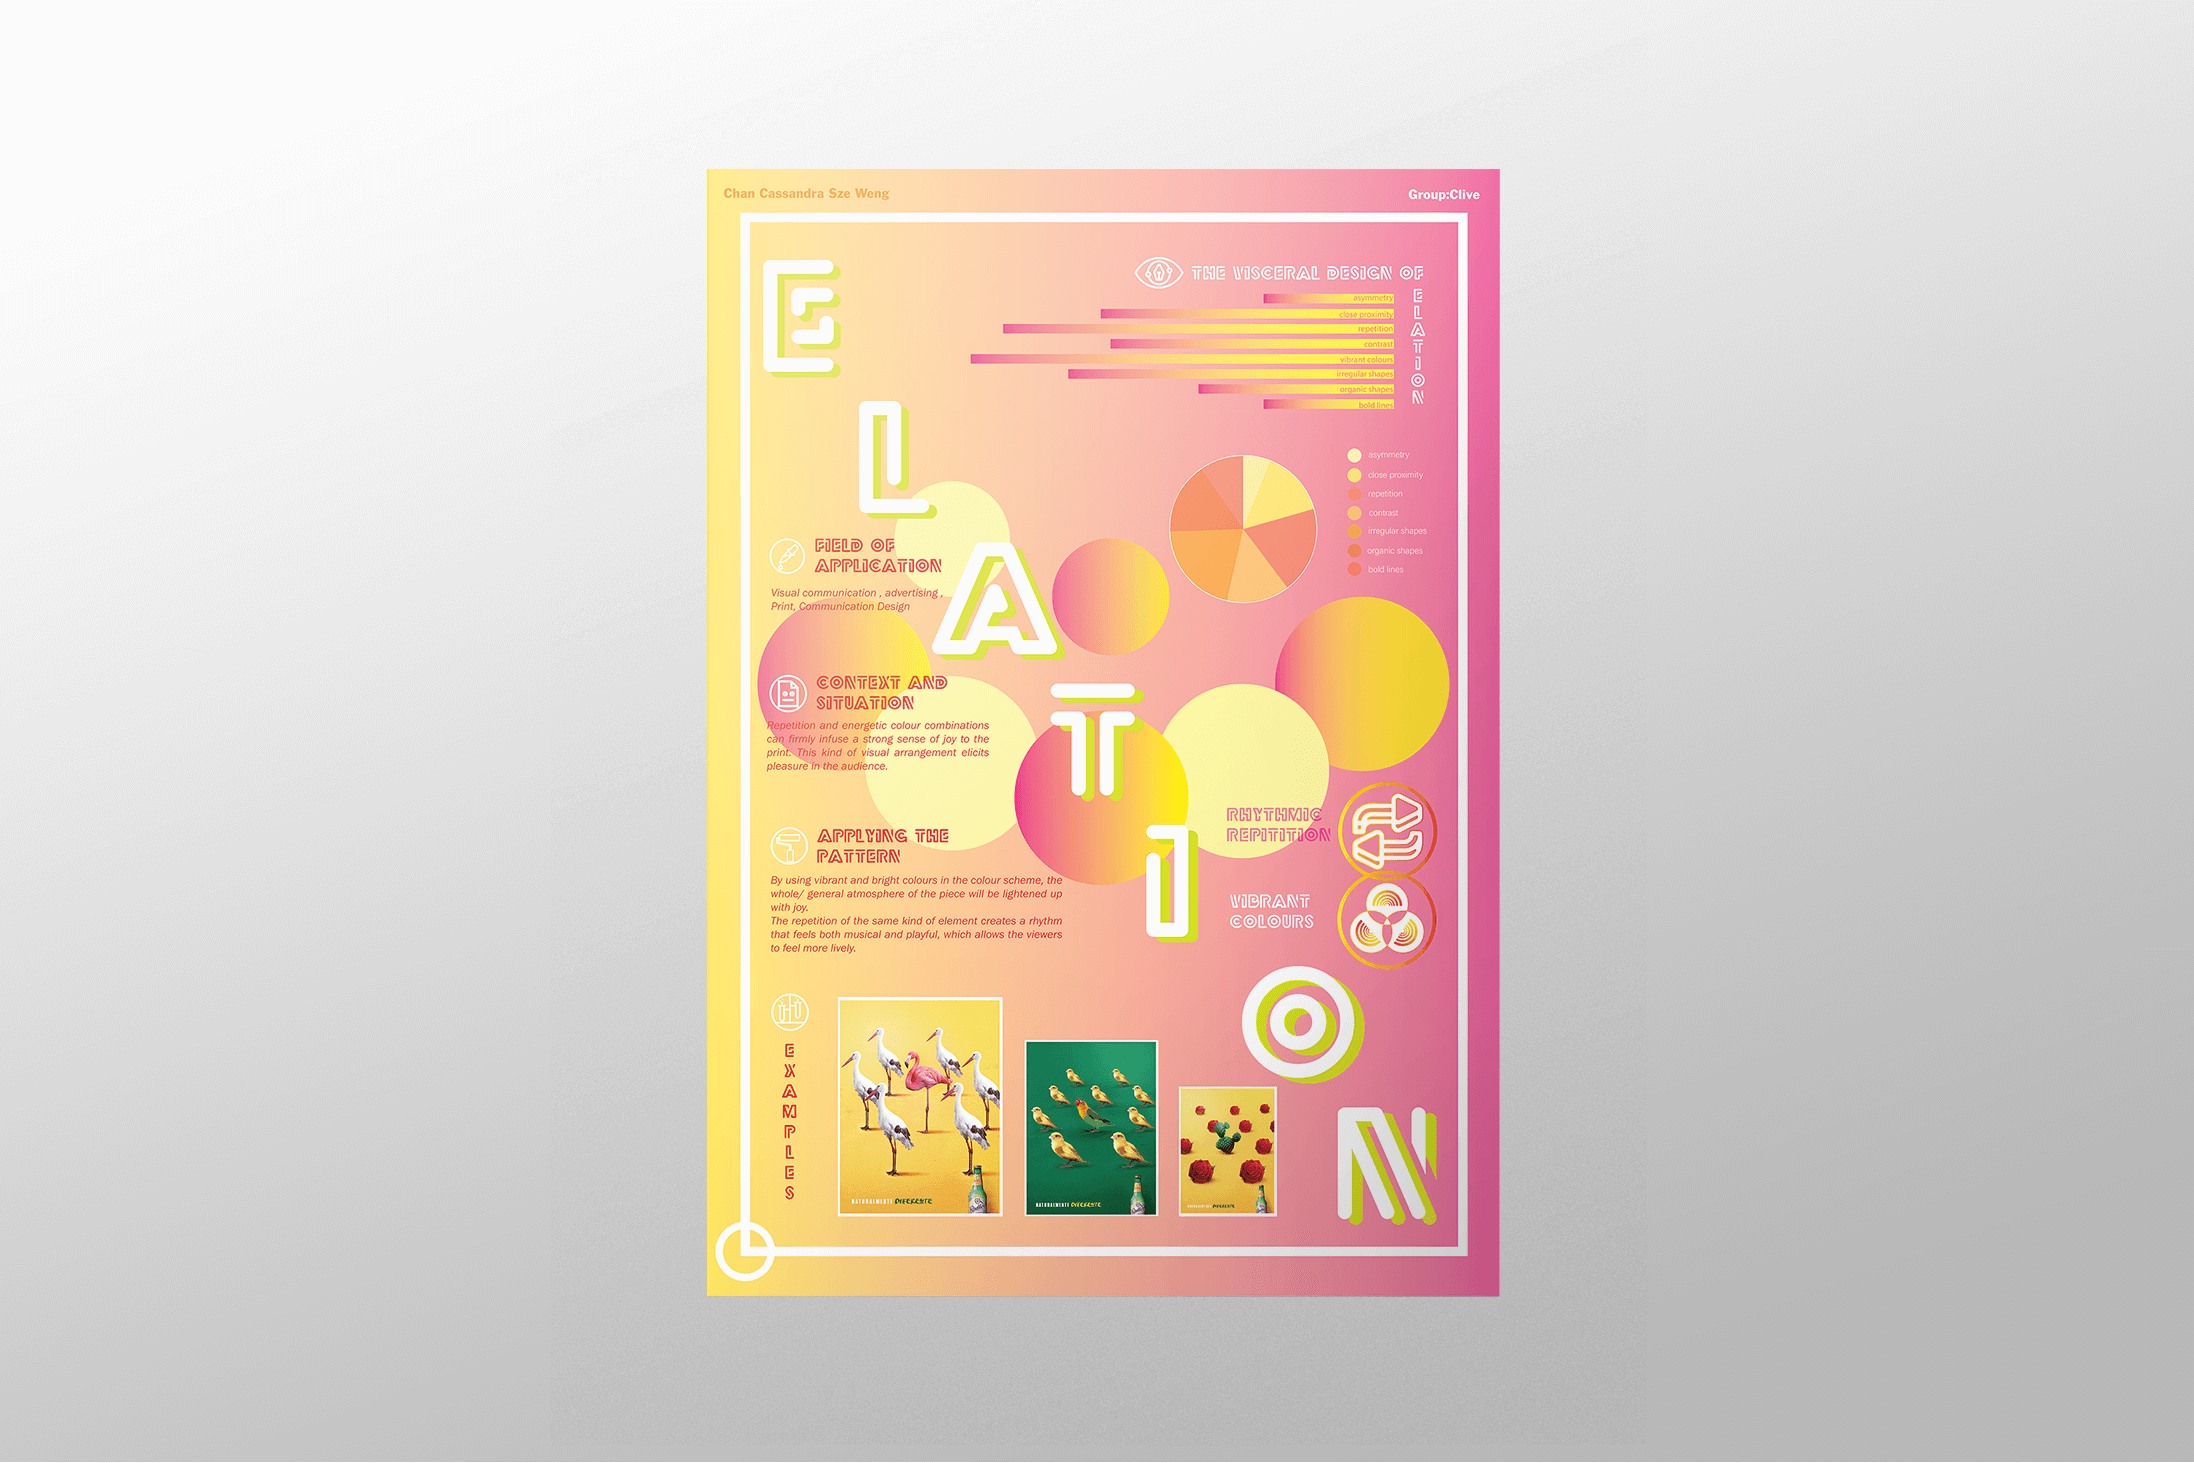 Chan Cassandra Sze Weng
Group:Clive
ELATION
THE VISCERAL DESIGN OF
ELATION
asymmetry
close proximity
repetition
contrast
vibrant colours
irregular shapes
organic shapes
bold lines
asymmetry
close proximity
repetition
contrast
irregular shapes
organic shapes
bold lines
FIELD OF
APPLICATION
Visual communication , advertising ,
Print, Communication Design
CONTEXT AND
SITUATION
Repetition and energetic colour combinations
can firmly infuse a strong sense of joy to the
print. This kind of visual arrangement elicits
pleasure in the audience.
RHYTHMIC
REPITITION
APPLYING THE
PATTERN
By using vibrant and bright colours in the colour scheme, the
whole/ general atmosphere of the piece will be lightened up
with joy.
The repetition of the same kind of element creates a rhythm
that feels both musical and playful, which allows the viewers
to feel more lively.
VIBRANT
COLOURS
EXAMPLES
NATURALMENTE DIFERENTE
NATURALMENTE DIFERENTE